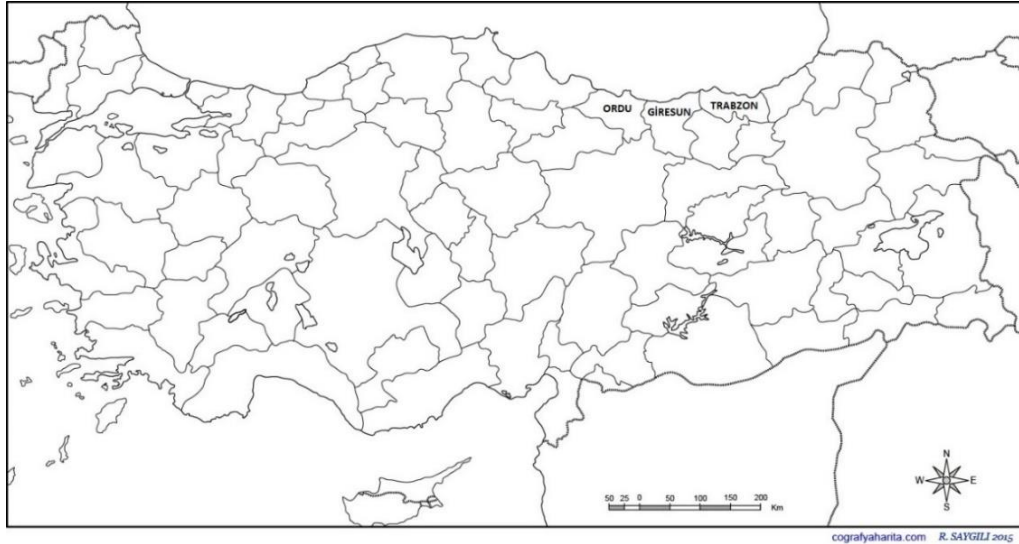 ORDU
GİRESUN
TRABZON
N
W
E
S
50 25 0 50 100 150 200
Km
cografyaharita.com R. SAYGILI 2015